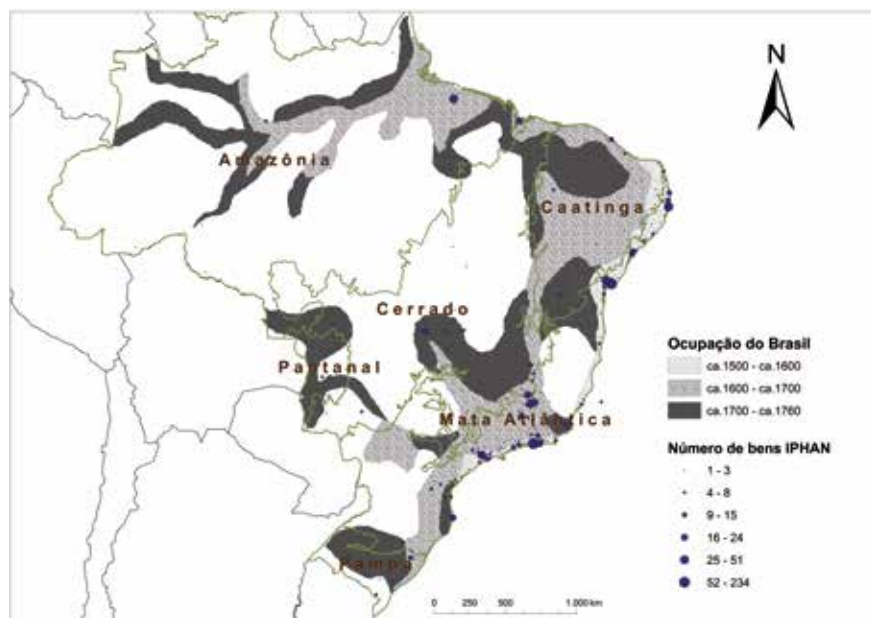 N
Amazônia
Caatinga
Cerrado
Pantanal
Mata Atlântica
Pampa
Ocupação do Brasil
ca.1500 - ca.1600
ca.1600 - ca.1700
ca.1700 - ca.1760
Número de bens IPHAN
1 - 3
4 - 8
9 - 15
16 - 24
25 - 51
52 - 234
0 250 500 1.000 km